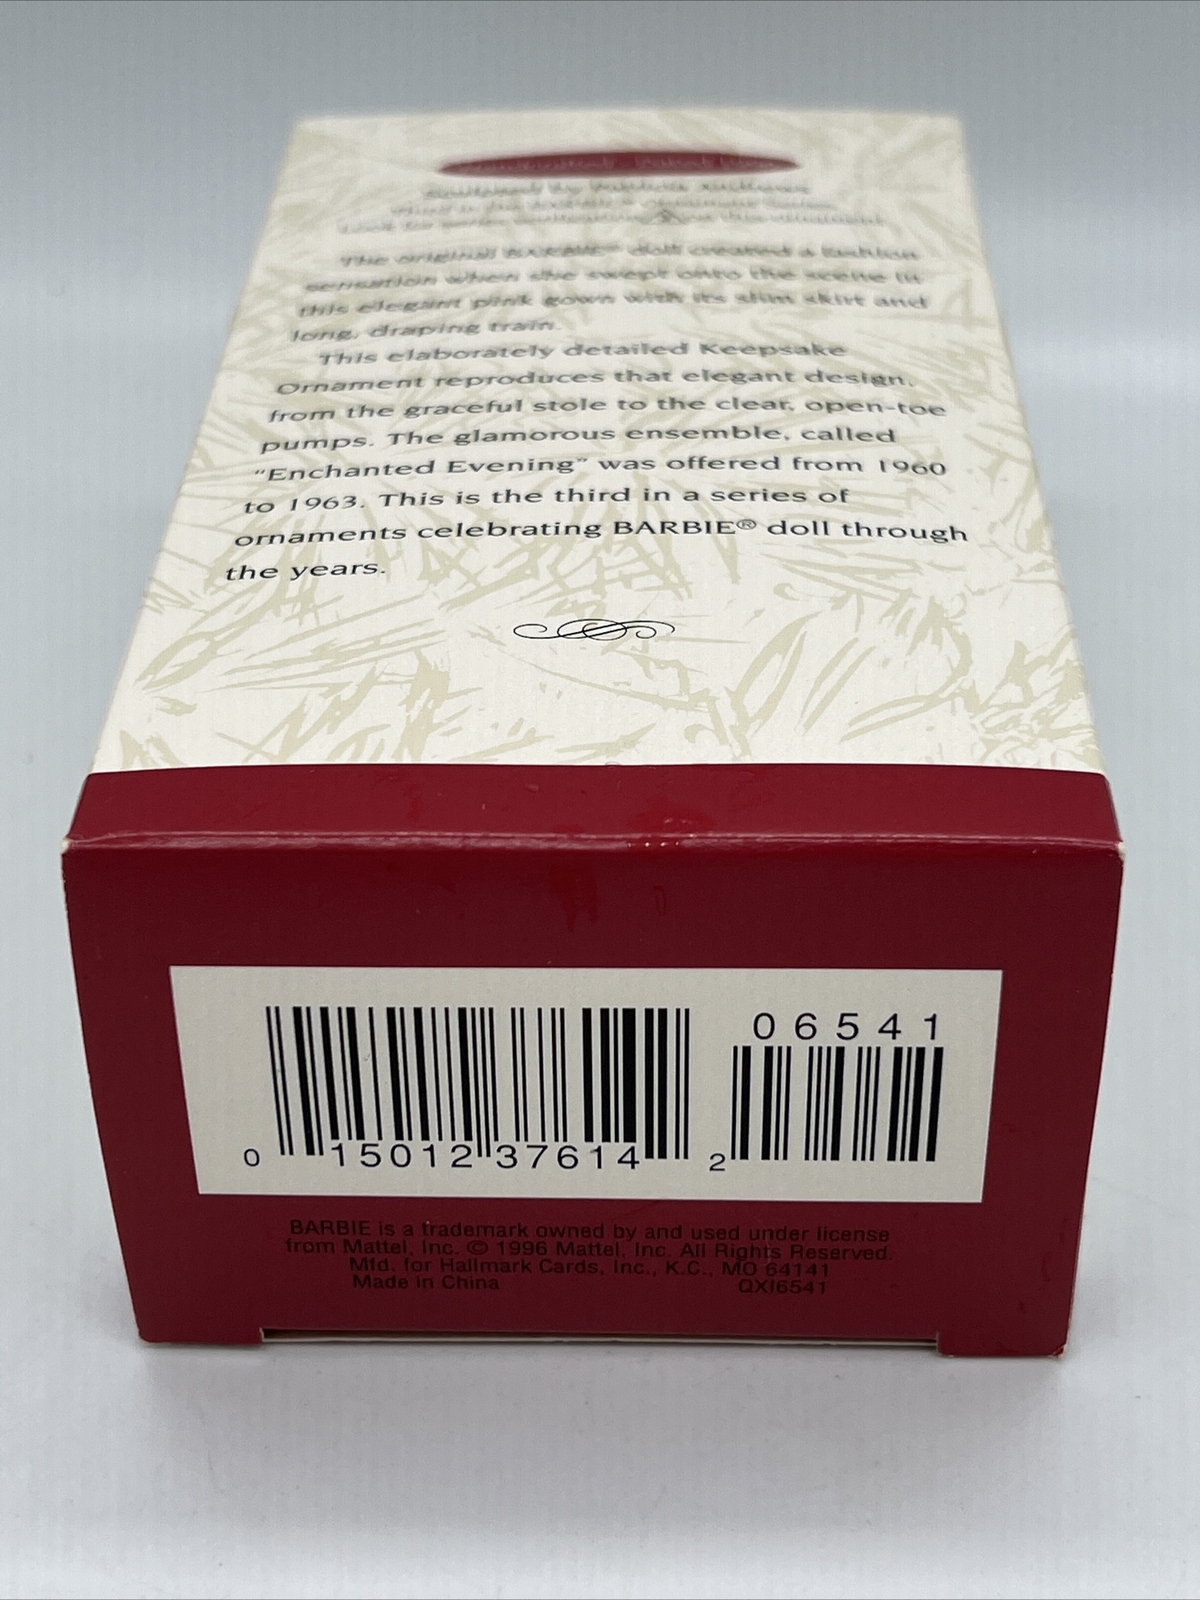 The original BARBIE® doll created a fashion
sensation when she swept onto the scene in
this elegant pink gown with its slim skirt and
long, draping train.
This elaborately detailed Keepsake
Ornament reproduces that elegant design,
from the graceful stole to the clear, open-toe
pumps. The glamorous ensemble, called
"Enchanted Evening" was offered from 1960
to 1963. This is the third in a series of
ornaments celebrating BARBIE® doll through
the years.
06541
0 15012 37614 2
BARBIE is a trademark owned by and used under license
from Mattel, Inc. © 1996 Mattel, Inc. All Rights Reserved.
Mfd. for Hallmark Cards, Inc., K.C., MO 64141
Made in China QXI6541